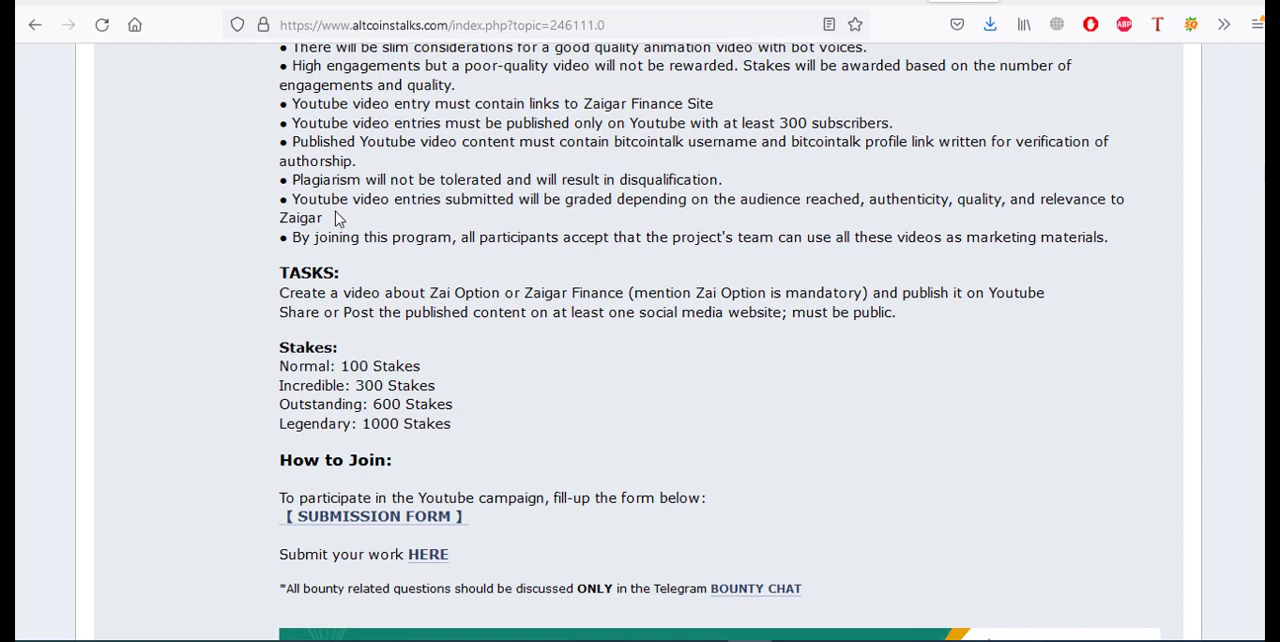 https://www.altcoinstalks.com/index.php?topic=246111.0
ABP
T
● There will be slim considerations for a good quality animation video with bot voices.
● High engagements but a poor-quality video will not be rewarded. Stakes will be awarded based on the number of
engagements and quality.
● Youtube video entry must contain links to Zaigar Finance Site
● Youtube video entries must be published only on Youtube with at least 300 subscribers.
● Published Youtube video content must contain bitcointalk username and bitcointalk profile link written for verification of
authorship.
● Plagiarism will not be tolerated and will result in disqualification.
● Youtube video entries submitted will be graded depending on the audience reached, authenticity, quality, and relevance to
Zaigar
● By joining this program, all participants accept that the project's team can use all these videos as marketing materials.
TASKS:
Create a video about Zai Option or Zaigar Finance (mention Zai Option is mandatory) and publish it on Youtube
Share or Post the published content on at least one social media website; must be public.
Stakes:
Normal: 100 Stakes
Incredible: 300 Stakes
Outstanding: 600 Stakes
Legendary: 1000 Stakes
How to Join:
To participate in the Youtube campaign, fill-up the form below:
【 SUBMISSION FORM 】
Submit your work HERE
*All bounty related questions should be discussed ONLY in the Telegram BOUNTY CHAT